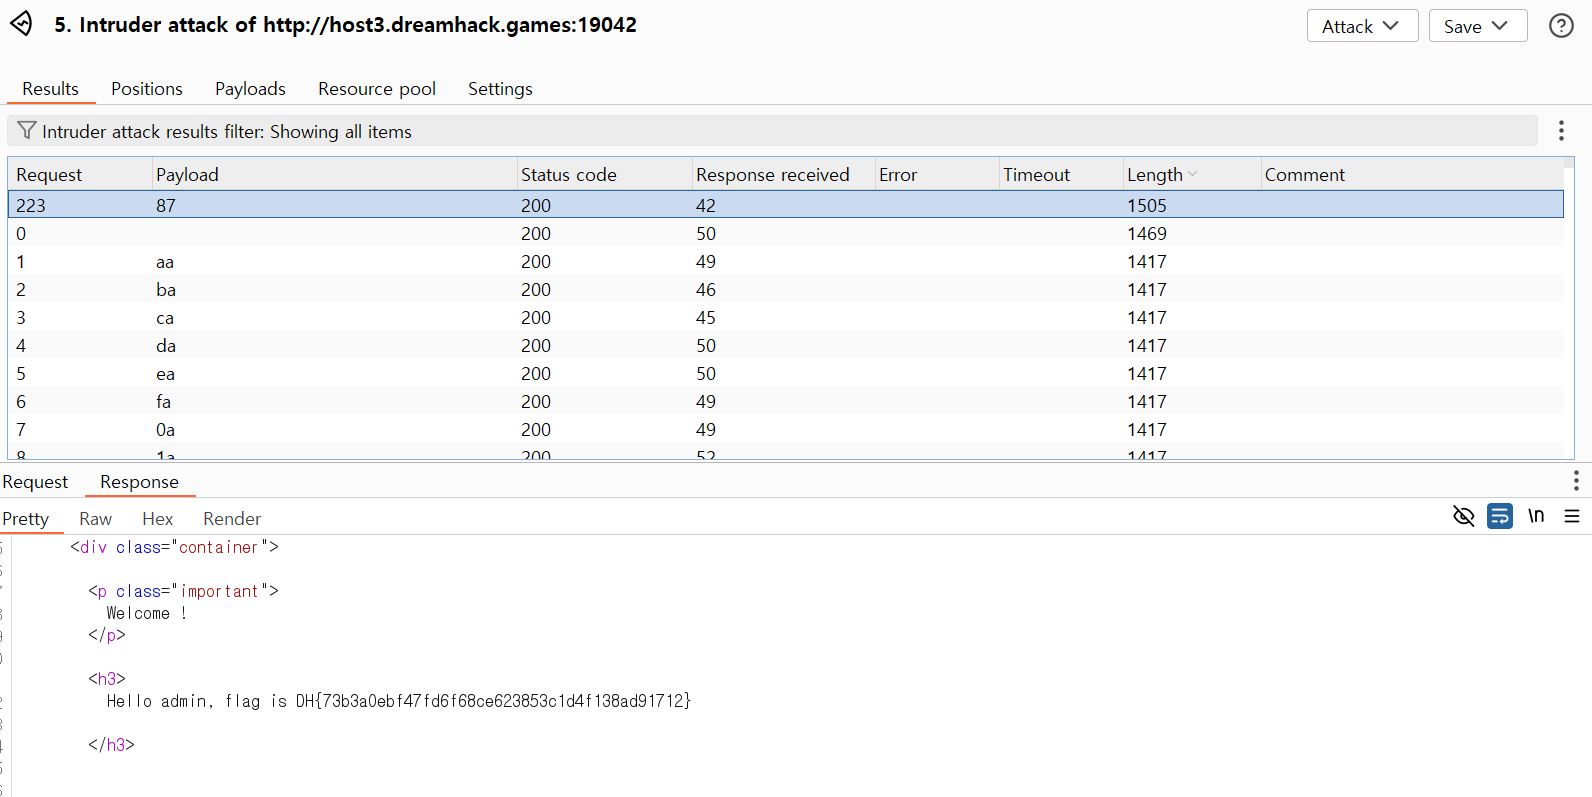 5. Intruder attack of http://host3.dreamhack.games:19042
Attack
Save
?
Results Positions Payloads Resource pool Settings
Intruder attack results filter: Showing all items
Request Payload Status code Response received Error Timeout Length Comment
223 87 200 42 1505
0 200 50 1469
1 aa 200 49 1417
2 ba 200 46 1417
3 ca 200 45 1417
4 da 200 50 1417
5 ea 200 50 1417
6 fa 200 49 1417
7 0a 200 49 1417
8 1a 200 52 1417
Request Response
Pretty Raw Hex Render
\n
<div class="container">
<p class="important">
Welcome !
</p>
<h3>
Hello admin, flag is DH{73b3a0ebf47fd6f68ce623853c1d4f138ad91712}
</h3>